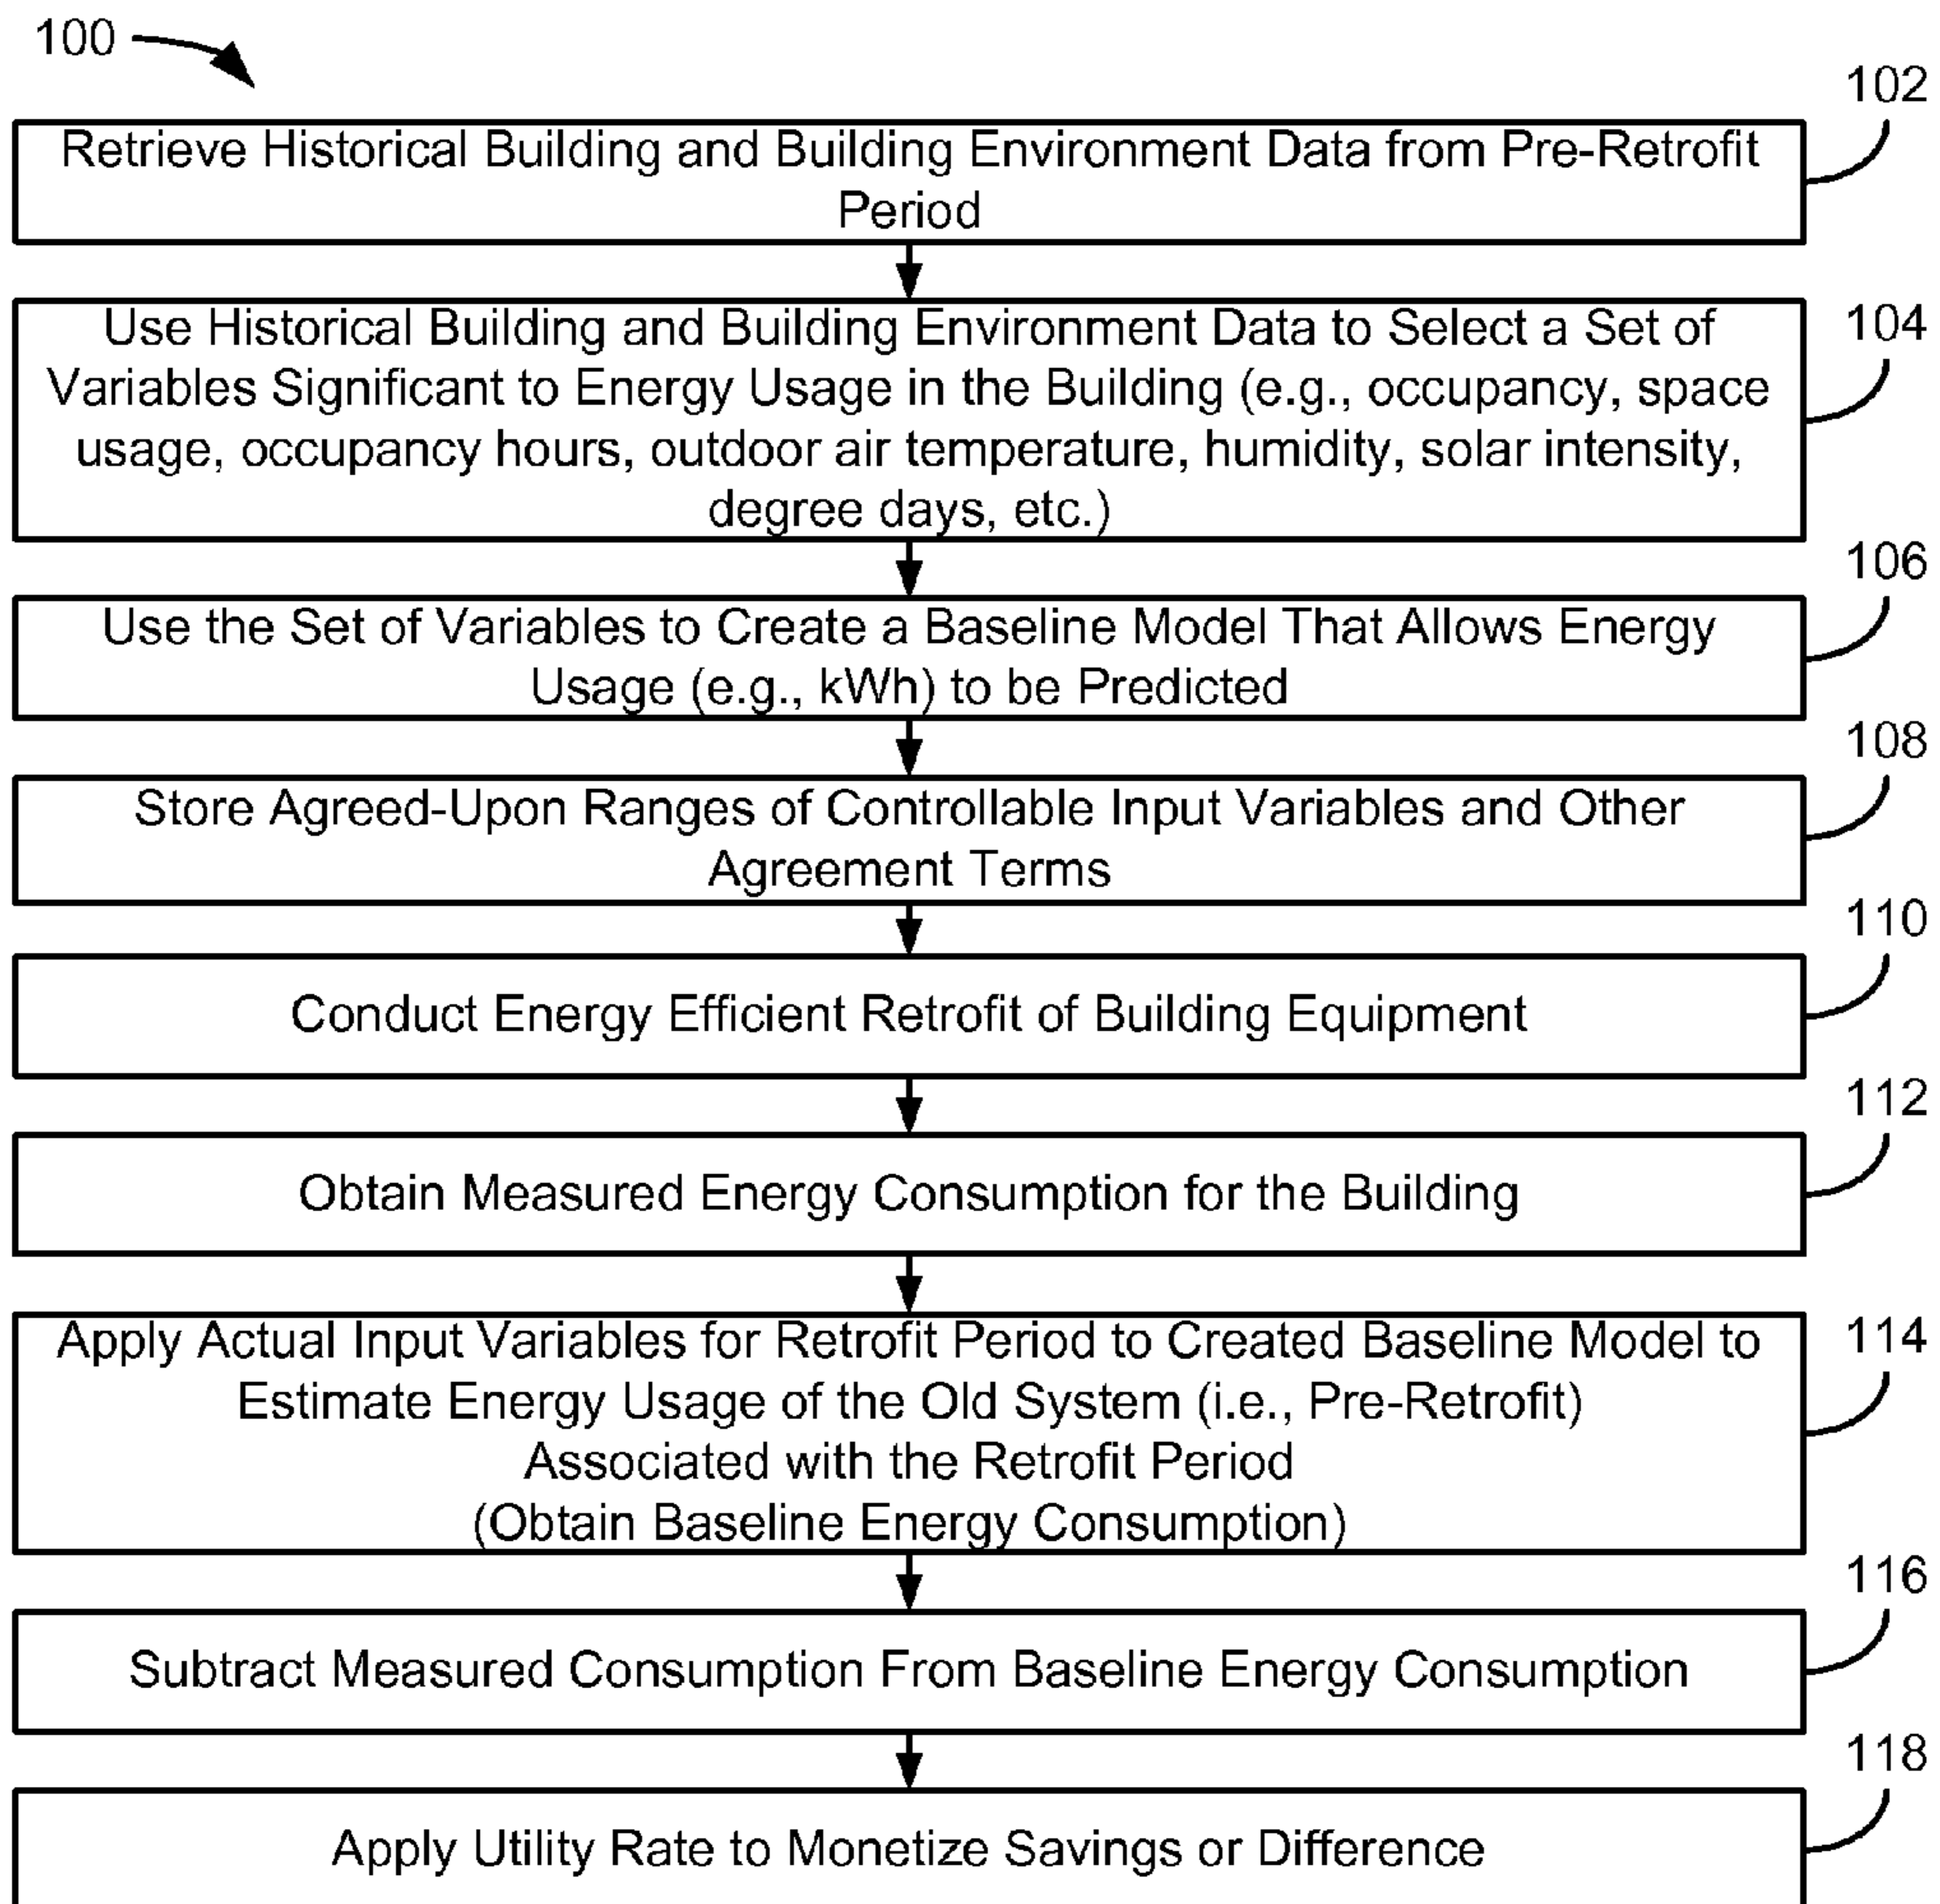 100
102
Retrieve Historical Building and Building Environment Data from Pre-Retrofit
Period
104
Use Historical Building and Building Environment Data to Select a Set of
Variables Significant to Energy Usage in the Building (e.g., occupancy, space
usage, occupancy hours, outdoor air temperature, humidity, solar intensity,
degree days, etc.)
106
Use the Set of Variables to Create a Baseline Model That Allows Energy
Usage (e.g., kWh) to be Predicted
108
Store Agreed-Upon Ranges of Controllable Input Variables and Other
Agreement Terms
110
Conduct Energy Efficient Retrofit of Building Equipment
112
Obtain Measured Energy Consumption for the Building
114
Apply Actual Input Variables for Retrofit Period to Created Baseline Model to
Estimate Energy Usage of the Old System (i.e., Pre-Retrofit)
Associated with the Retrofit Period
(Obtain Baseline Energy Consumption)
116
Subtract Measured Consumption From Baseline Energy Consumption
118
Apply Utility Rate to Monetize Savings or Difference